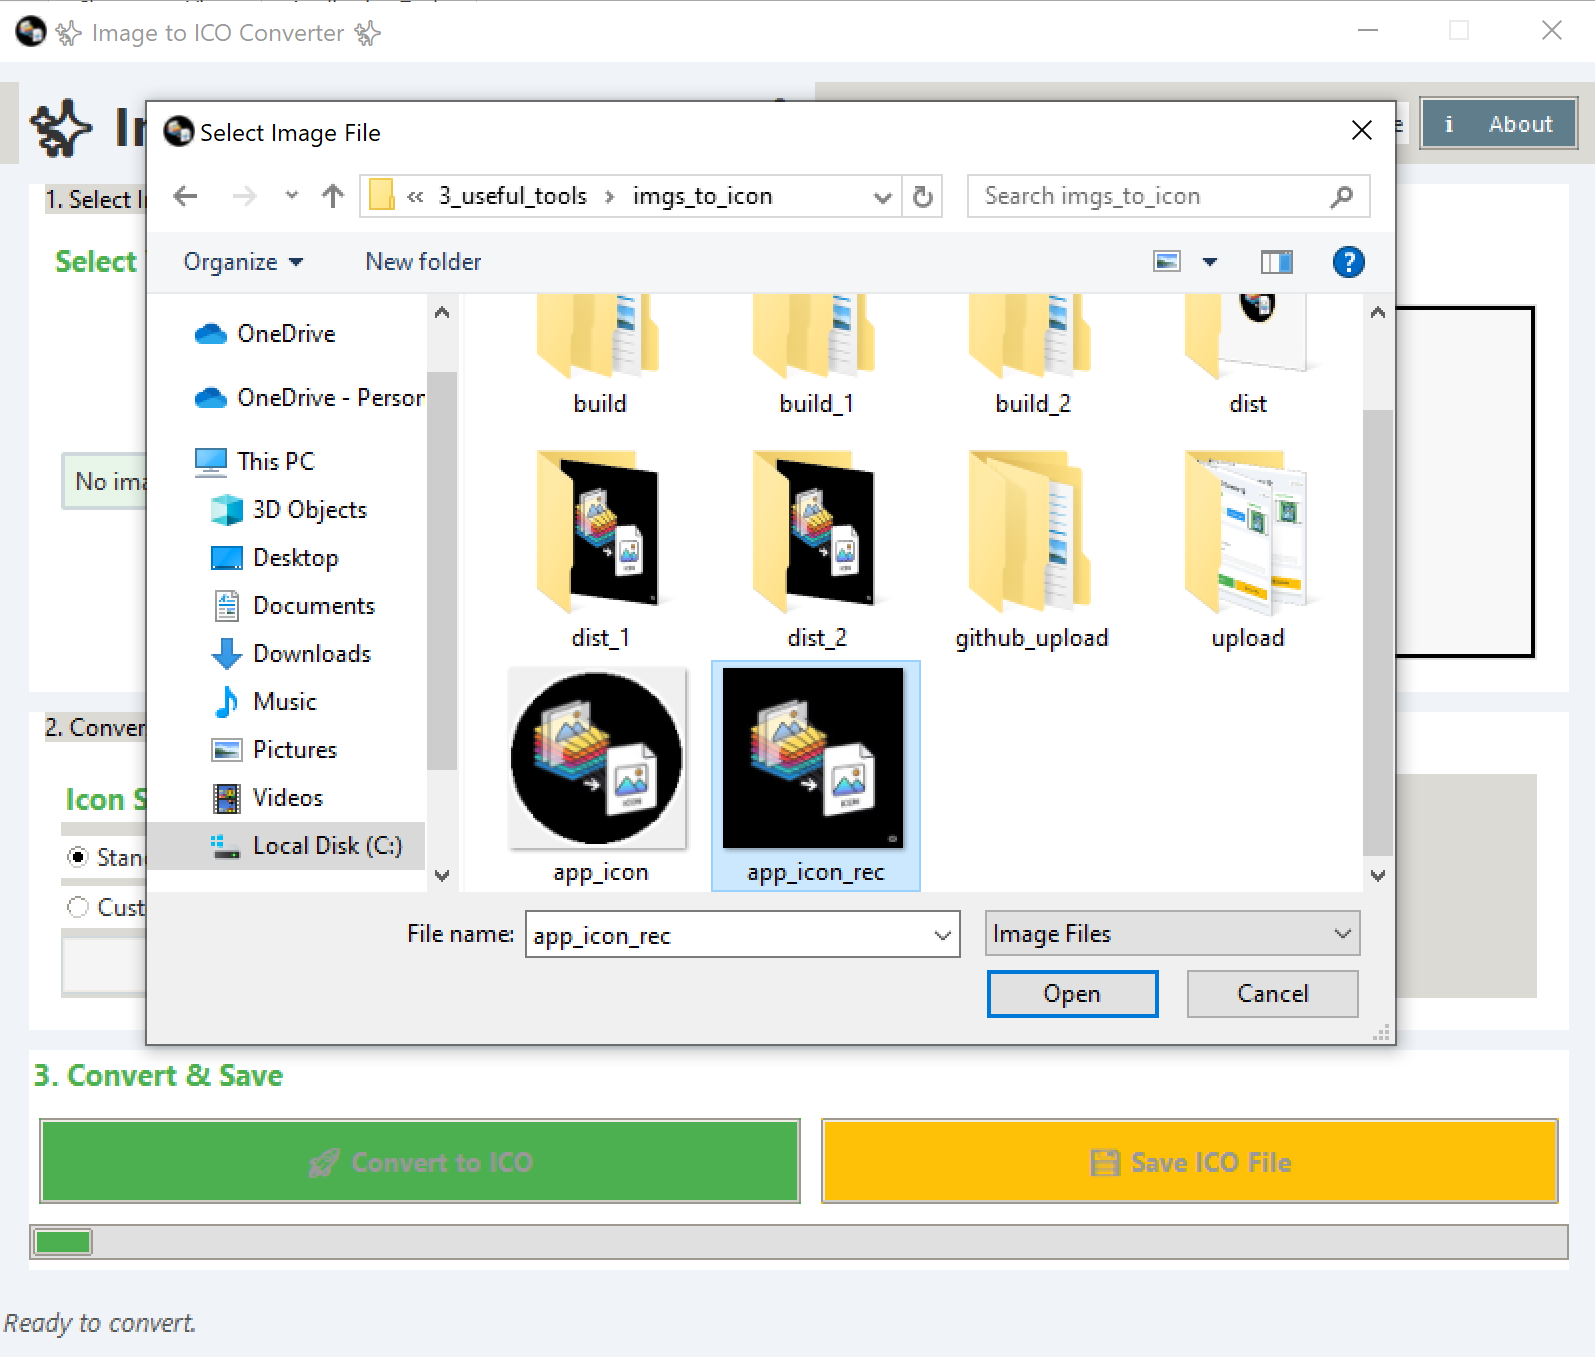 Image to ICO Converter
About
Select Image File
3_useful_tools
imgs_to_icon
Search imgs_to_icon
1. Select
Select
Organize
New folder
OneDrive
OneDrive - Person
This PC
3D Objects
Desktop
Documents
Downloads
Music
Pictures
Videos
Local Disk (C:)
build
build_1
build_2
dist
dist_1
dist_2
github_upload
upload
app_icon
app_icon_rec
No ima
2. Conver
Icon S
Stan
Cust
File name:
app_icon_rec
Image Files
Open
Cancel
3. Convert & Save
Convert to ICO
Save ICO File
Ready to convert.